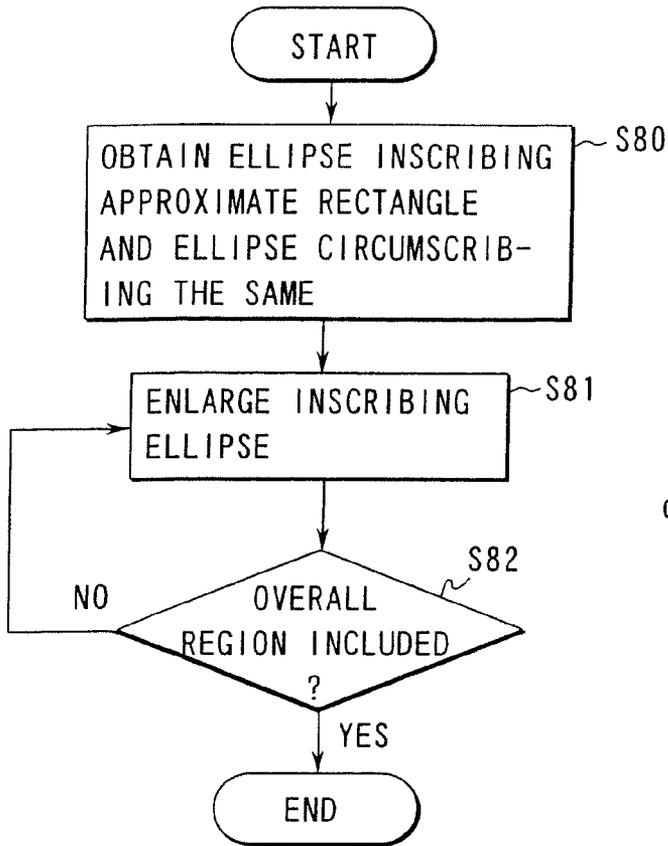 START
OBTAIN ELLIPSE INSCRIBING
APPROXIMATE RECTANGLE
AND ELLIPSE CIRCUMSCRIB-
ING THE SAME
S80
ENLARGE INSCRIBING
ELLIPSE
S81
S82
OVERALL
REGION INCLUDED
?
NO
YES
END